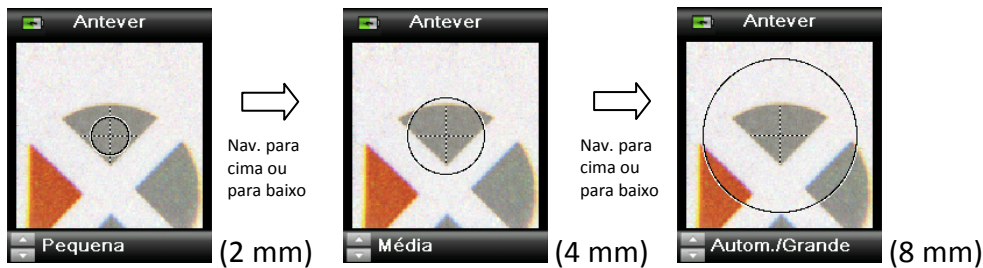 Antever
Pequena
(2 mm)
Nav. para
cima ou
para baixo
Antever
Média
(4 mm)
Nav. para
cima ou
para baixo
Antever
Autom./Grande
(8 mm)